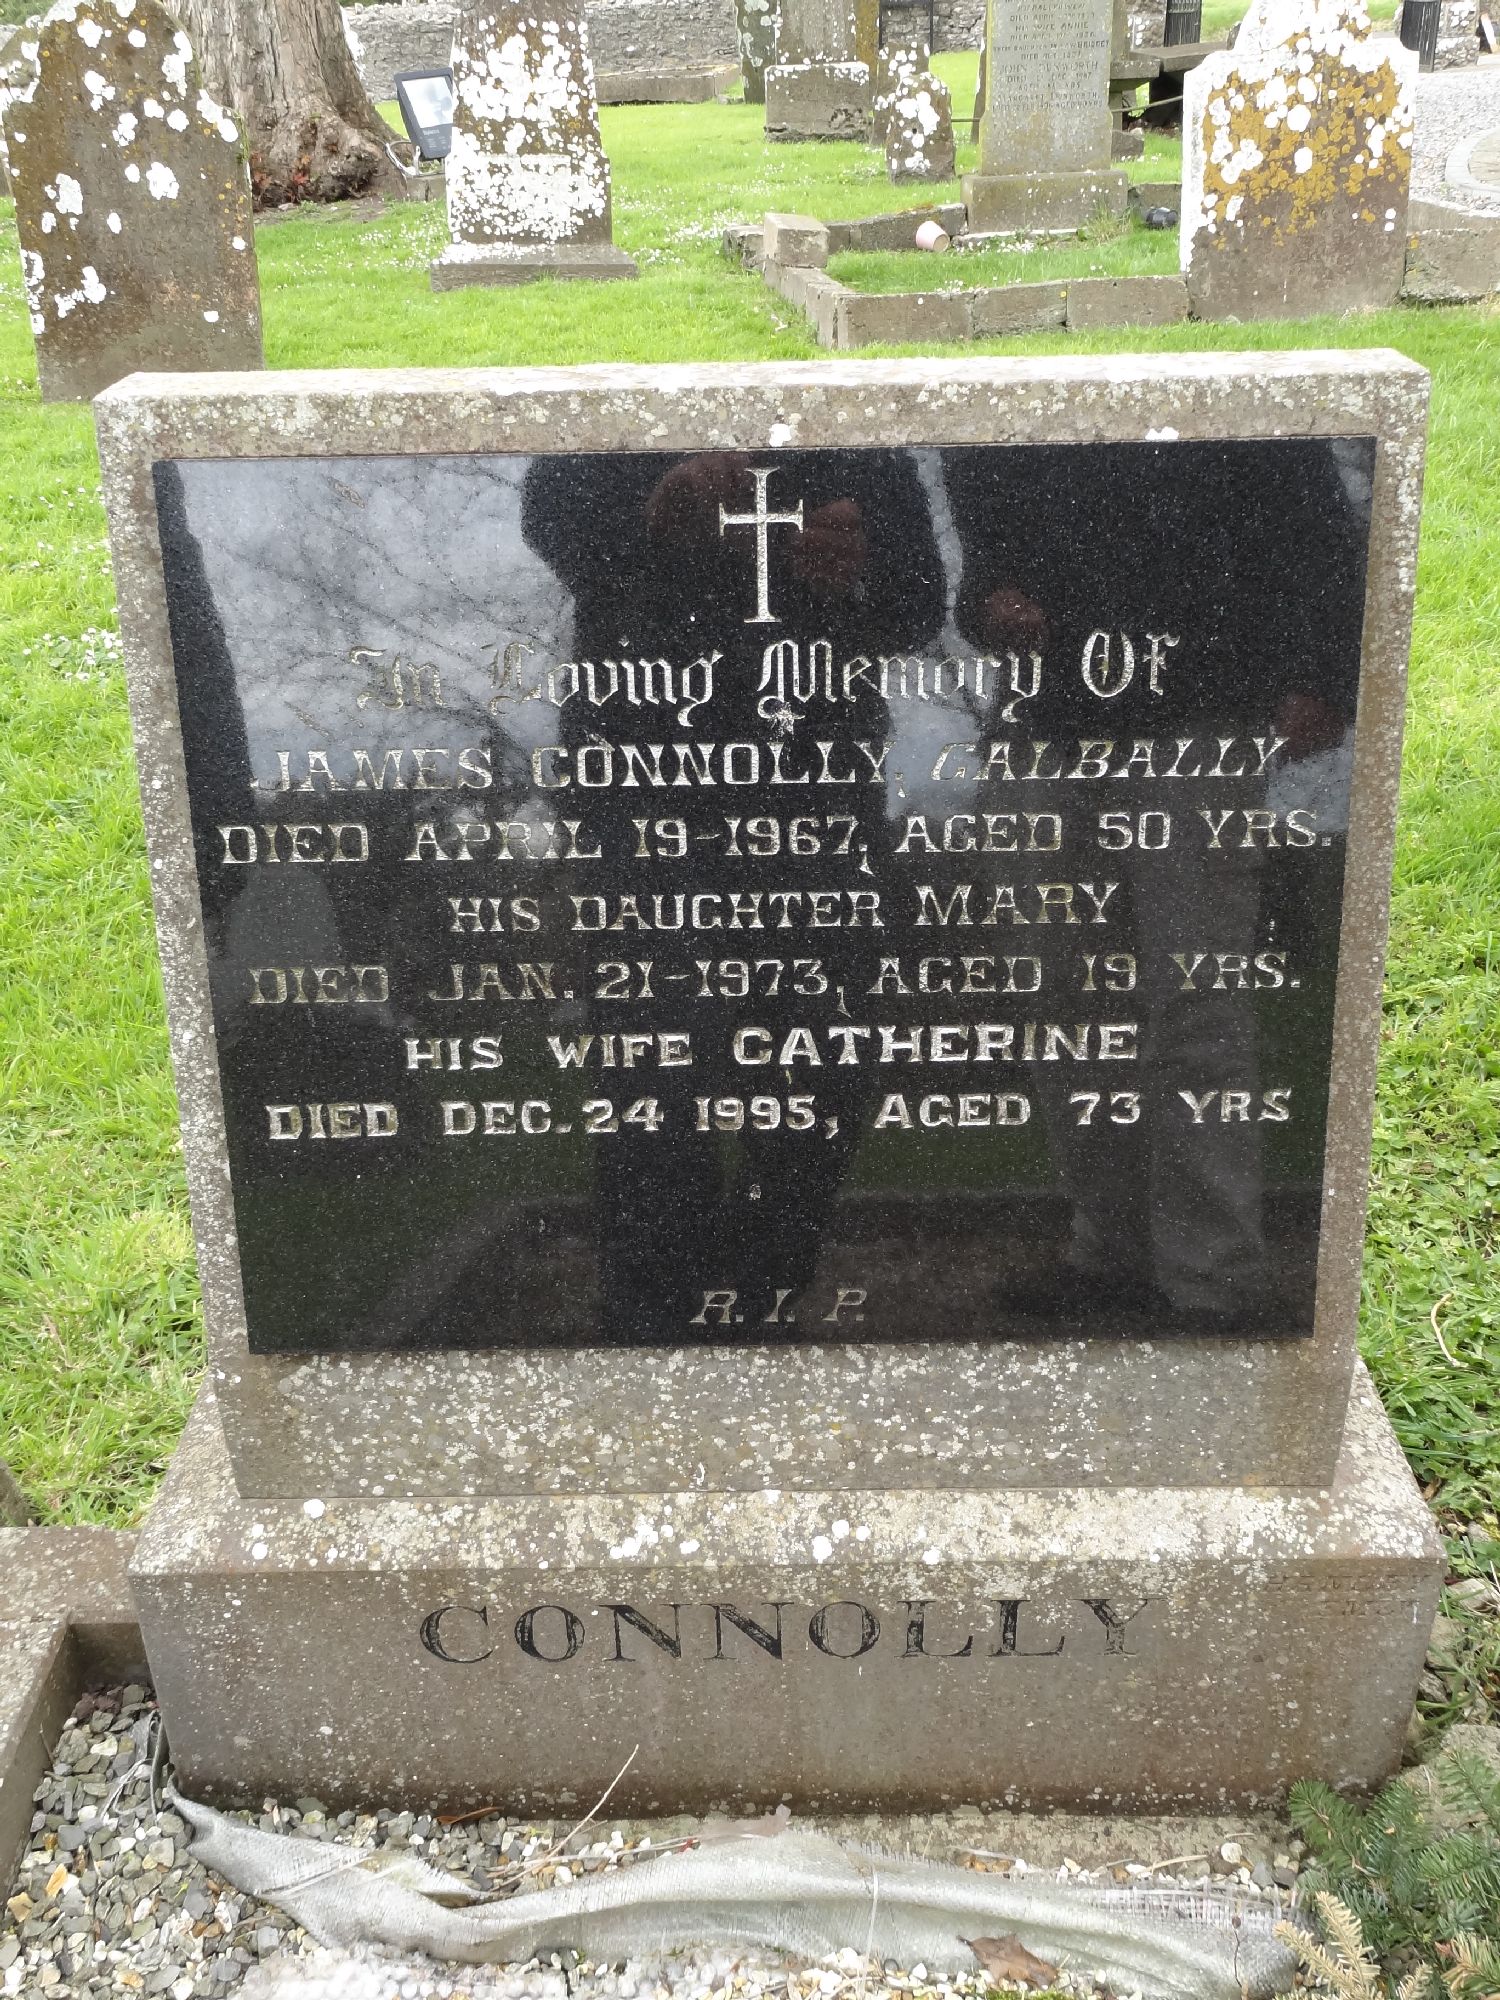 In Loving Memory Of
JAMES CONNOLLY, GALBALLY
DIED APRIL 19-1967, AGED 50 YRS.
HIS DAUGHTER MARY
DIED JAN. 21-1973, AGED 19 YRS.
HIS WIFE CATHERINE
DIED DEC. 24 1995, AGED 73 YRS
R.I.P.
CONNOLLY